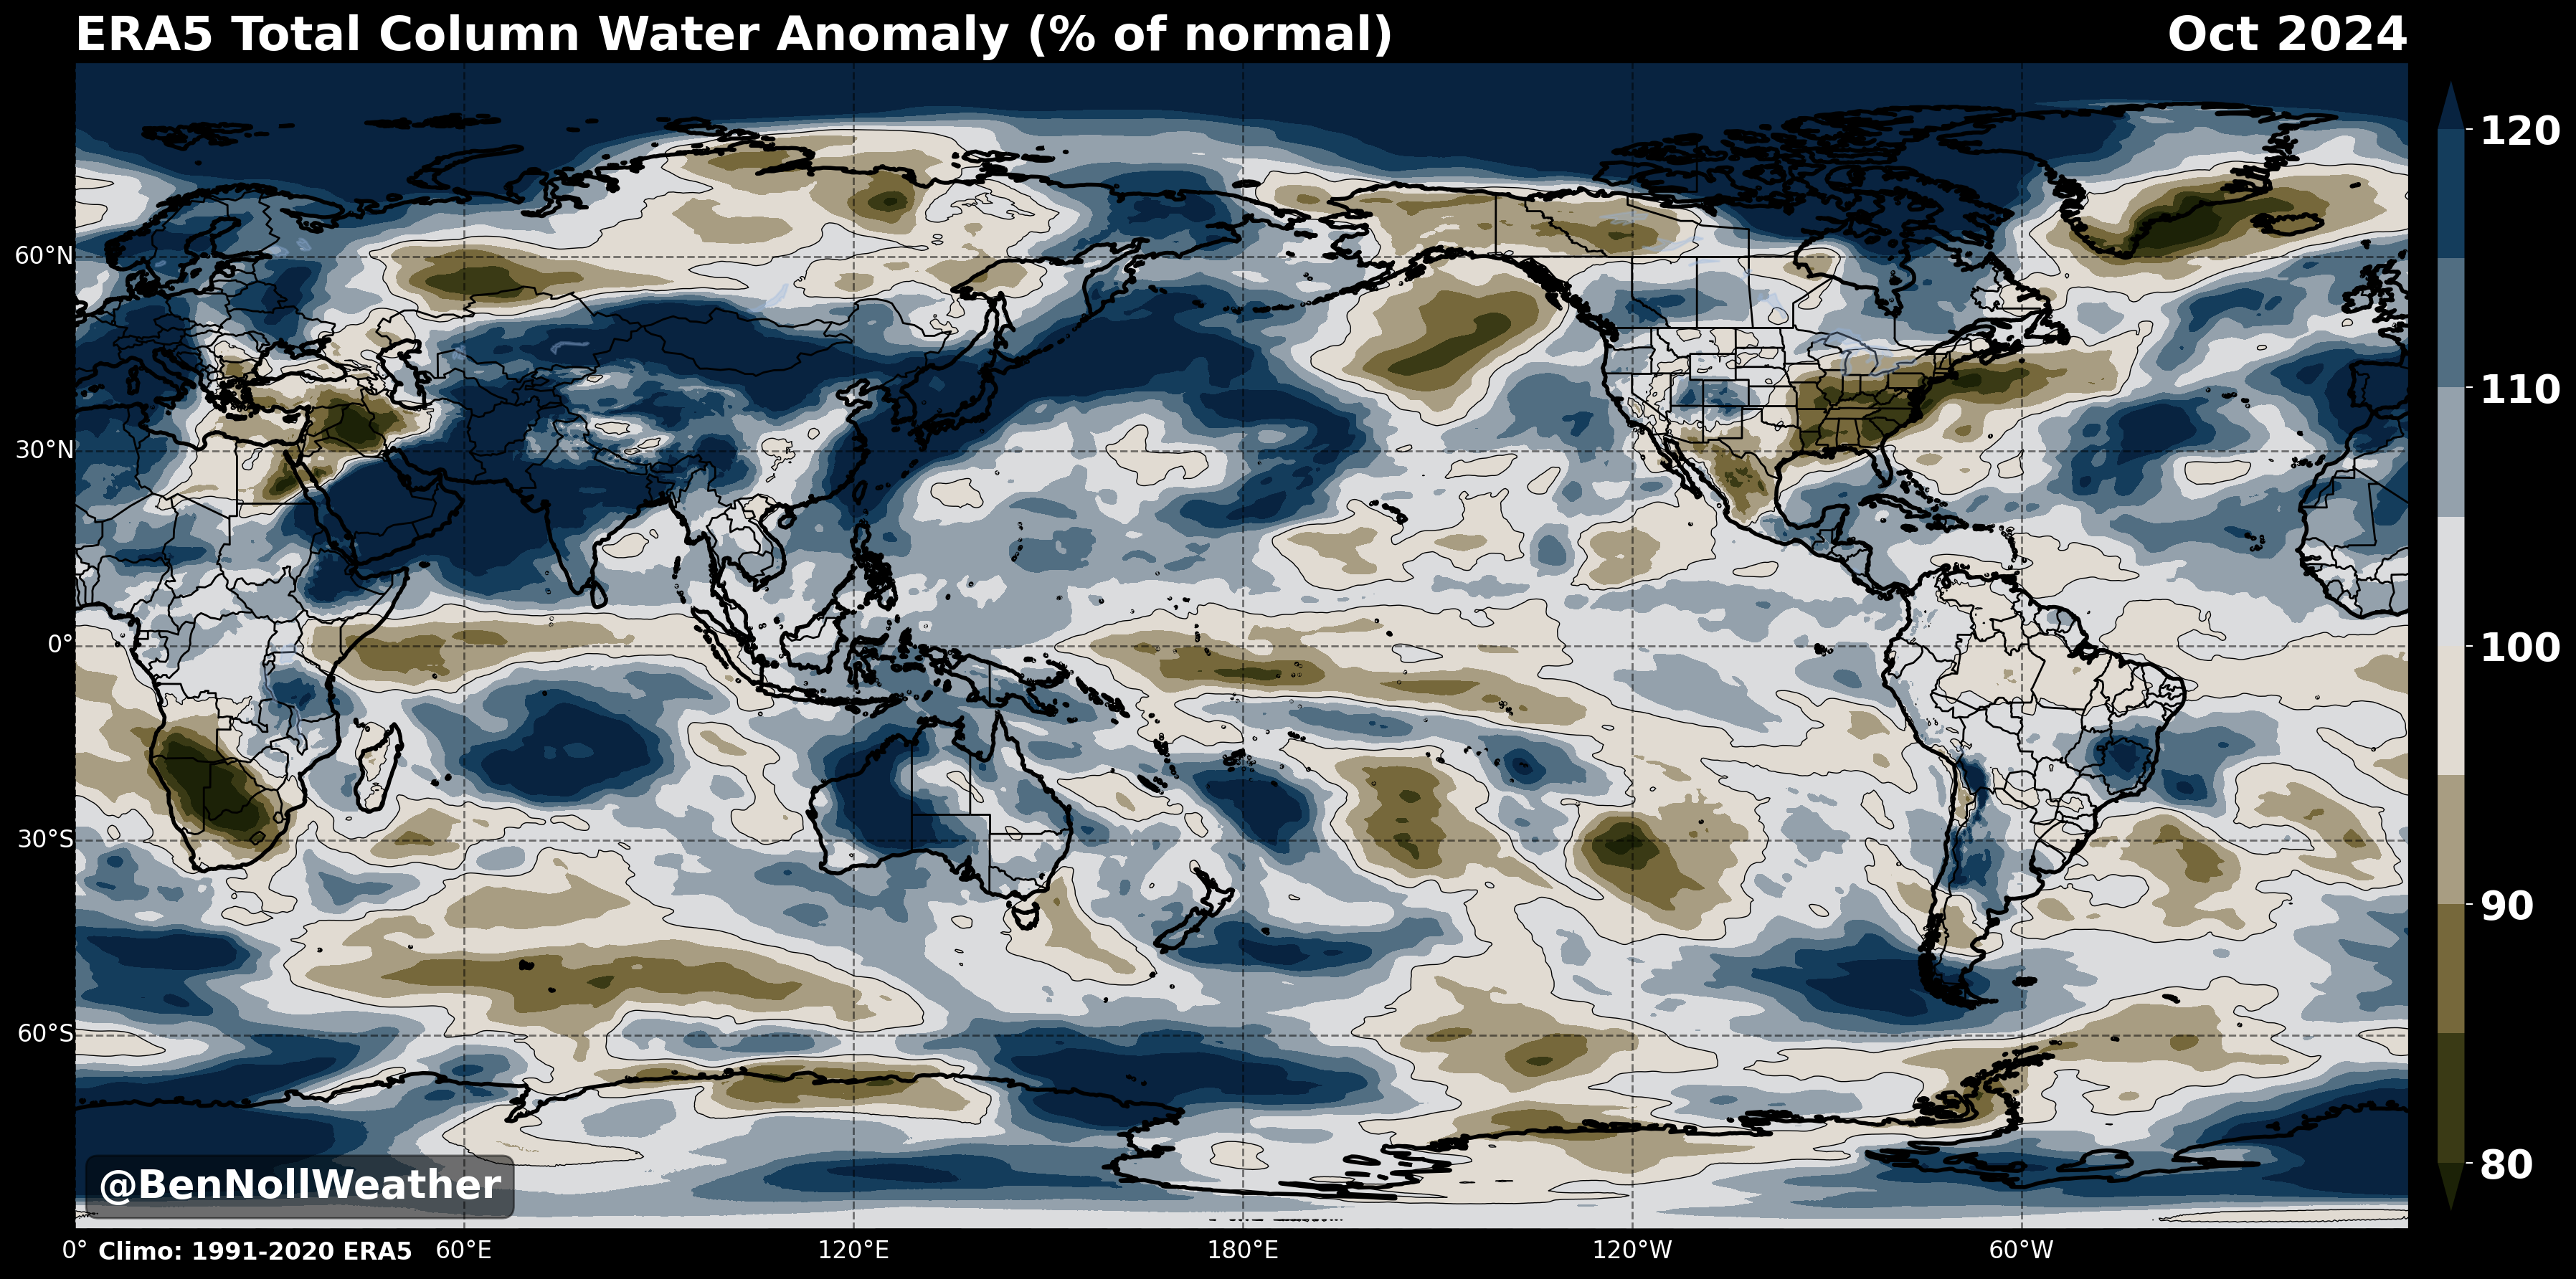 ERA5 Total Column Water Anomaly (% of normal)
Oct 2024
120
110
100
90
80
60°N
30°N
0°
30°S
60°S
@BenNollWeather
0°
Climo: 1991-2020 ERA5
60°E
120°E
180°E
120°W
60°W